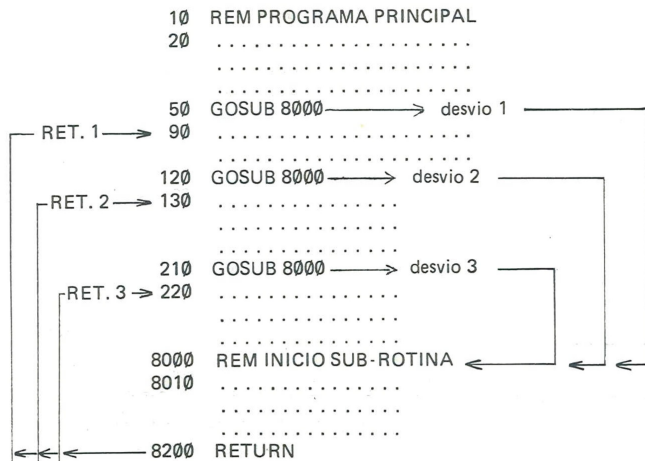 10 REM PROGRAMA PRINCIPAL
20 . . . . . . . . . . . . . . . . . . .
. . . . . . . . . . . . . . . . . . .
. . . . . . . . . . . . . . . . . . .
50 GOSUB 8000 → desvio 1
RET. 1 → 90 . . . . . . . . . . . . . . . . . . .
. . . . . . . . . . . . . . . . . . .
120 GOSUB 8000 → desvio 2
RET. 2 → 130 . . . . . . . . . . . . . .
. . . . . . . . . . . . . .
. . . . . . . . . . . . . .
210 GOSUB 8000 → desvio 3
RET. 3 → 220 . . . . . . . . . . . . . .
. . . . . . . . . . . . . .
. . . . . . . . . . . . . .
8000 REM INICIO SUB-ROTINA
8010 . . . . . . . . . . . . . .
. . . . . . . . . . . . . .
. . . . . . . . . . . . . .
8200 RETURN